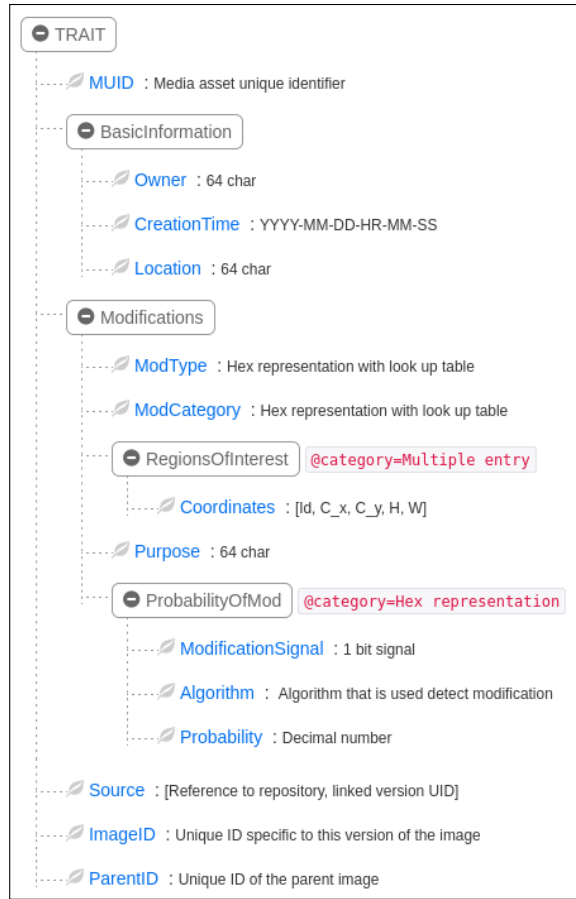 TRAIT
MUID : Media asset unique identifier
BasicInformation
Owner : 64 char
CreationTime : YYYY-MM-DD-HR-MM-SS
Location : 64 char
Modifications
ModType : Hex representation with look up table
ModCategory : Hex representation with look up table
RegionsOfInterest @category=Multiple entry
Coordinates : [Id, C_x, C_y, H, W]
Purpose : 64 char
ProbabilityOfMod @category=Hex representation
ModificationSignal : 1 bit signal
Algorithm : Algorithm that is used detect modification
Probability : Decimal number
Source : [Reference to repository, linked version UID]
ImageID : Unique ID specific to this version of the image
ParentID : Unique ID of the parent image